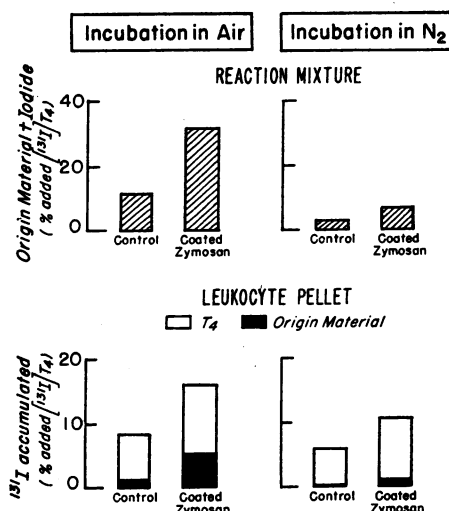 Incubation in Air
Incubation in N2
REACTION MIXTURE
Origin Material + Iodide
( % added [131I] T4)
40
20
0
Control
Coated
Zymosan
Control
Coated
Zymosan
LEUKOCYTE PELLET
T4
Origin Material
131I accumulated
( % added [131I] T4)
20
10
0
Control
Coated
Zymosan
Control
Coated
Zymosan